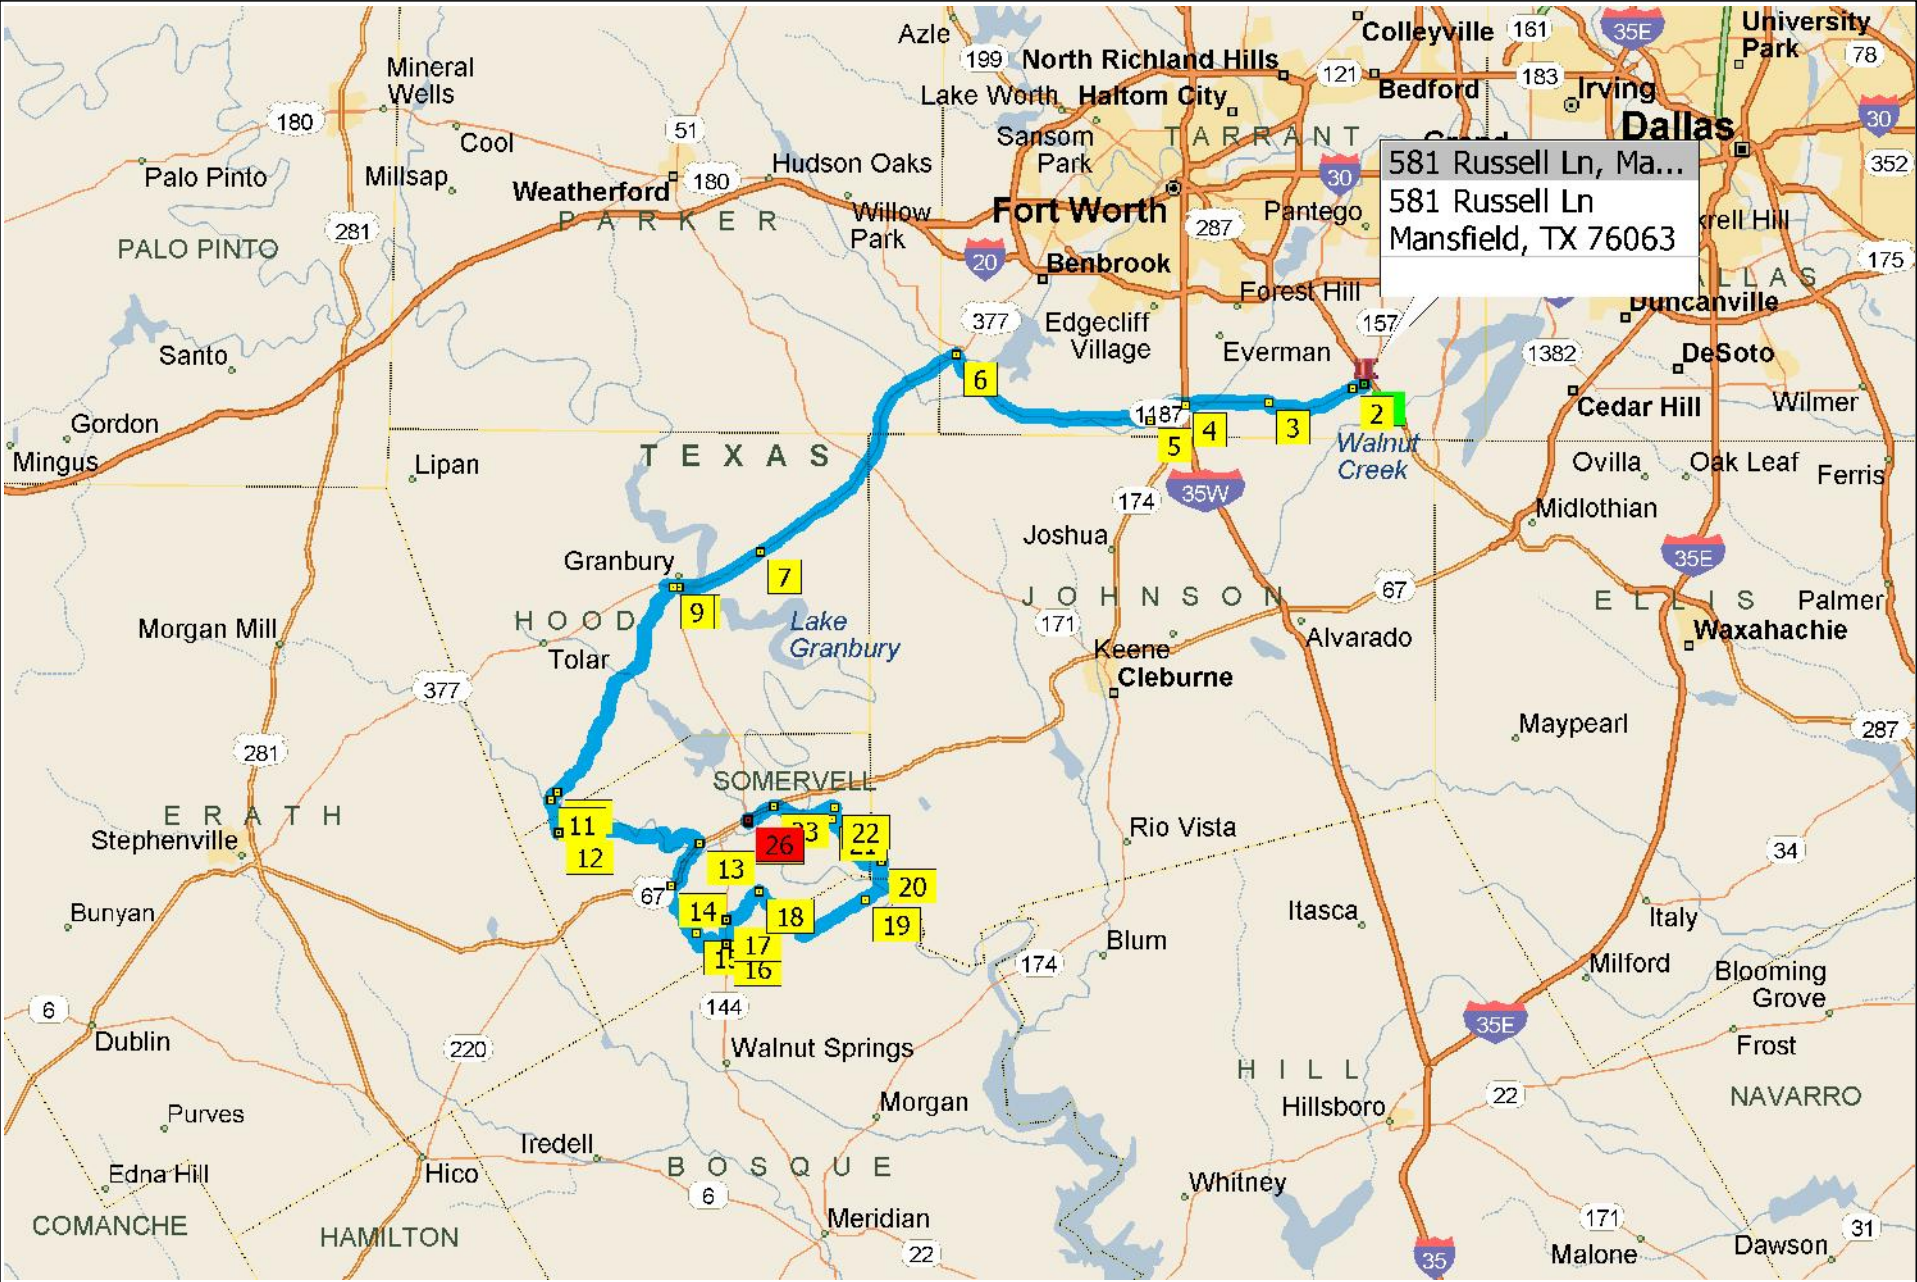 Azle
Colleyville
161
35E
University
Park
78
199
North Richland Hills
121
183
Mineral
Wells
Bedford
Irving
Lake Worth
Haltom City
180
51
Sansom
Park
TARRANT
Dallas
30
Cool
Hudson Oaks
352
Palo Pinto
Millsap
Weatherford
180
30
581 Russell Ln, Ma...
581 Russell Ln
Mansfield, TX 76063
PARKER
Willow
Park
Fort Worth
287
Pantego
281
PALO PINTO
20
Benbrook
175
Forest Hill
Duncanville
377
Edgecliff
Village
157
Santo
Everman
1382
DeSoto
6
Gordon
1187
4
3
2
Cedar Hill
Wilmer
5
Mingus
TEXAS
Walnut
Creek
Lipan
Ovilla
Oak Leaf
Ferris
174
35W
Midlothian
Joshua
35E
Granbury
7
67
9
HOOD
JOHNSON
ELLIS
Palmer
Morgan Mill
Lake
Granbury
171
Alvarado
Waxahachie
Tolar
Keene
Cleburne
377
Maypearl
287
281
SOMERVELL
ERATH
11
22
Stephenville
26
Rio Vista
12
13
34
67
20
Bunyan
14
18
19
Itasca
Italy
17
16
Blum
174
Milford
Blooming
Grove
6
144
35E
Dublin
220
Walnut Springs
Frost
HILL
22
Purves
Morgan
Hillsboro
NAVARRO
Iredell
Edna Hill
Hico
BOSQUE
6
Whitney
COMANCHE
HAMILTON
Meridian
171
31
22
35
Malone
Dawson